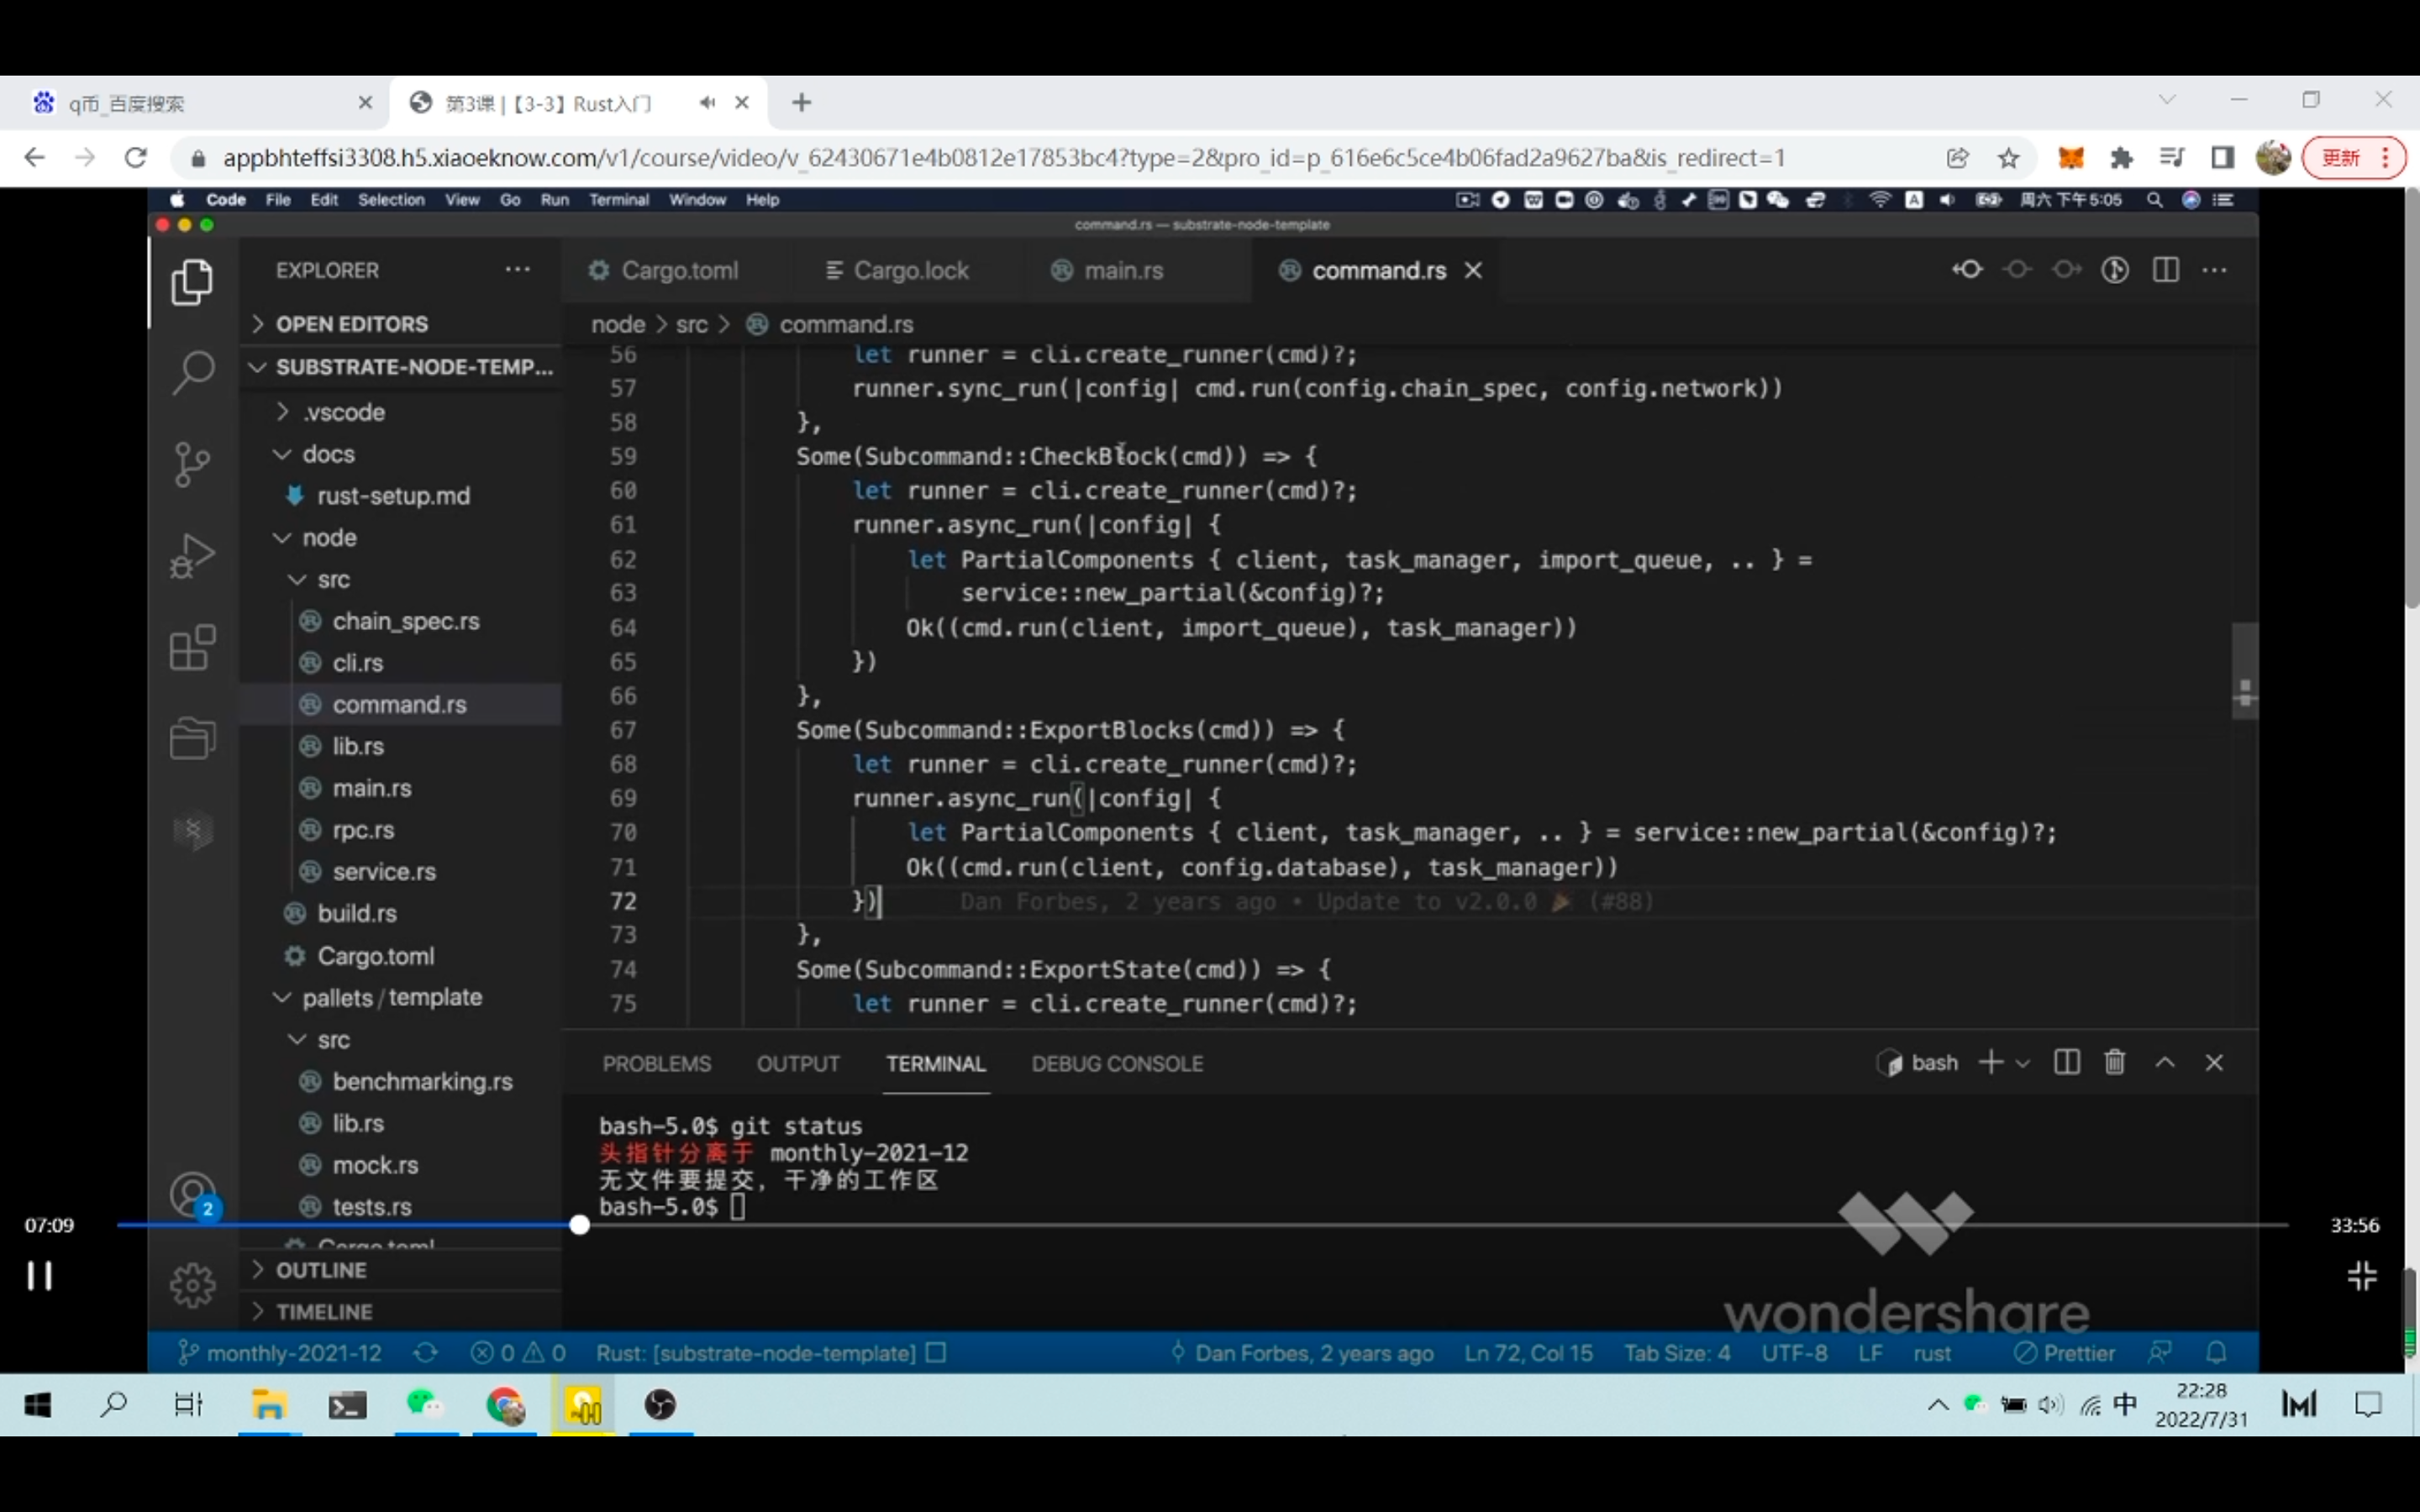 q币_百度搜索
第3课 |【3-3】Rust入门
appbhteffsi3308.h5.xiaoeknow.com/v1/course/video/v_62430671e4b0812e17853bc4?type=2&pro_id=p_616e6c5ce4b06fad2a9627ba&is_redirect=1
更新
Code File Edit Selection View Go Run Terminal Window Help
周六 下午5:05
command.rs — substrate-node-template
EXPLORER
Cargo.toml
Cargo.lock
main.rs
command.rs
OPEN EDITORS
SUBSTRATE-NODE-TEMP...
.vscode
docs
rust-setup.md
node
src
chain_spec.rs
cli.rs
command.rs
lib.rs
main.rs
rpc.rs
service.rs
build.rs
Cargo.toml
pallets / template
src
benchmarking.rs
lib.rs
mock.rs
tests.rs
Cargo.toml
OUTLINE
TIMELINE
node > src > command.rs
56 let runner = cli.create_runner(cmd)?;
57 runner.sync_run(|config| cmd.run(config.chain_spec, config.network))
58 },
59 Some(Subcommand::CheckBlock(cmd)) => {
60 let runner = cli.create_runner(cmd)?;
61 runner.async_run(|config| {
62 let PartialComponents { client, task_manager, import_queue, .. } =
63 service::new_partial(&config)?;
64 Ok((cmd.run(client, import_queue), task_manager))
65 })
66 },
67 Some(Subcommand::ExportBlocks(cmd)) => {
68 let runner = cli.create_runner(cmd)?;
69 runner.async_run(|config| {
70 let PartialComponents { client, task_manager, .. } = service::new_partial(&config)?;
71 Ok((cmd.run(client, config.database), task_manager))
72 }) Dan Forbes, 2 years ago • Update to v2.0.0 🎉 (#88)
73 },
74 Some(Subcommand::ExportState(cmd)) => {
75 let runner = cli.create_runner(cmd)?;
PROBLEMS OUTPUT TERMINAL DEBUG CONSOLE
bash
bash-5.0$ git status
头指针分离于 monthly-2021-12
无文件要提交，干净的工作区
bash-5.0$
2
07:09
33:56
wondershare
monthly-2021-12 0 0 Rust: [substrate-node-template]
Dan Forbes, 2 years ago Ln 72, Col 15 Tab Size: 4 UTF-8 LF rust Prettier
中
22:28
2022/7/31